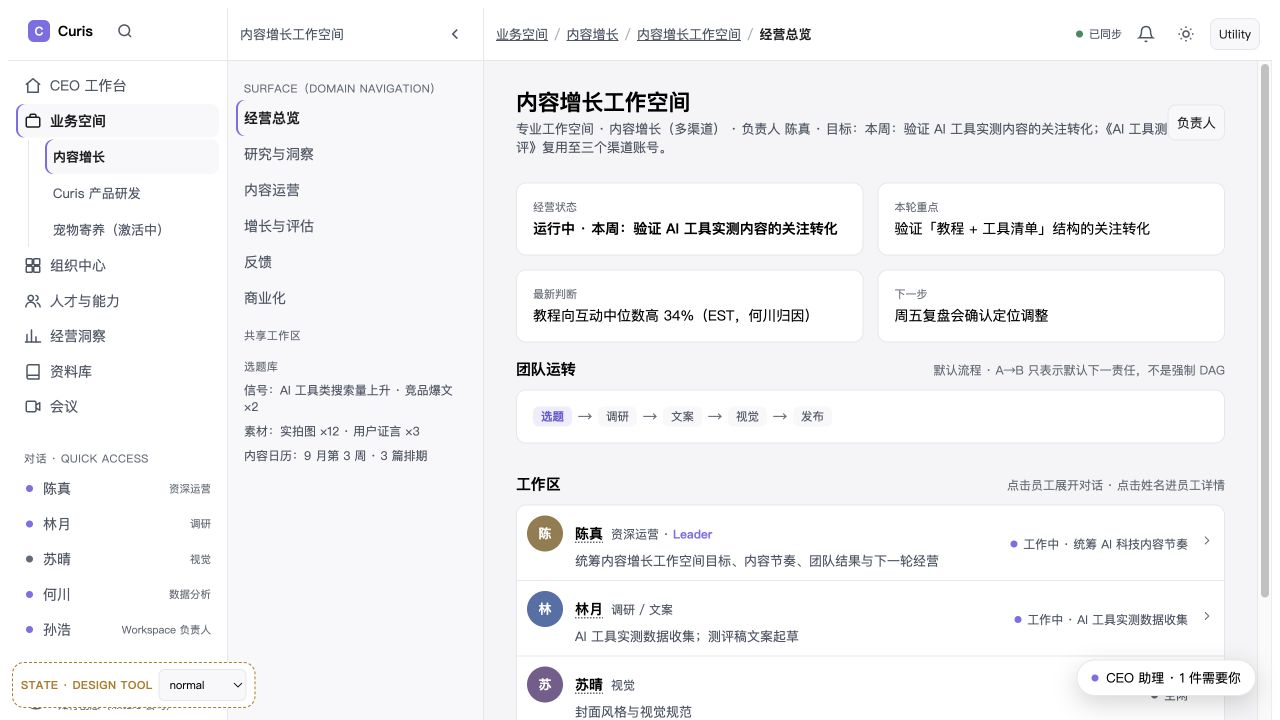 C Curis
CEO 工作台
业务空间
内容增长
Curis 产品研发
宠物寄养（激活中）
组织中心
人才与能力
经营洞察
资料库
会议
对话 · QUICK ACCESS
陈真 资深运营
林月 调研
苏晴 视觉
何川 数据分析
孙浩 Workspace 负责人
STATE · DESIGN TOOL normal
内容增长工作空间
SURFACE（DOMAIN NAVIGATION）
经营总览
研究与洞察
内容运营
增长与评估
反馈
商业化
共享工作区
选题库
信号：AI 工具类搜索量上升 · 竞品爆文
×2
素材：实拍图 ×12 · 用户证言 ×3
内容日历：9 月第 3 周 · 3 篇排期
业务空间 / 内容增长 / 内容增长工作空间 / 经营总览
已同步 Utility
内容增长工作空间
专业工作空间 · 内容增长（多渠道） · 负责人 陈真 · 目标：本周：验证 AI 工具实测内容的关注转化；《AI 工具测
评》复用至三个渠道账号。
负责人
经营状态
运行中 · 本周：验证 AI 工具实测内容的关注转化
本轮重点
验证「教程 + 工具清单」结构的关注转化
最新判断
教程向互动中位数高 34%（EST，何川归因）
下一步
周五复盘会确认定位调整
团队运转 默认流程 · A→B 只表示默认下一责任，不是强制 DAG
选题 → 调研 → 文案 → 视觉 → 发布
工作区 点击员工展开对话 · 点击姓名进员工详情
陈 陈真 资深运营 · Leader
统筹内容增长工作空间目标、内容节奏、团队结果与下一轮经营
工作中 · 统筹 AI 科技内容节奏
林 林月 调研 / 文案
AI 工具实测数据收集；测评稿文案起草
工作中 · AI 工具实测数据收集
苏 苏晴 视觉
封面风格与视觉规范
CEO 助理 · 1 件需要你